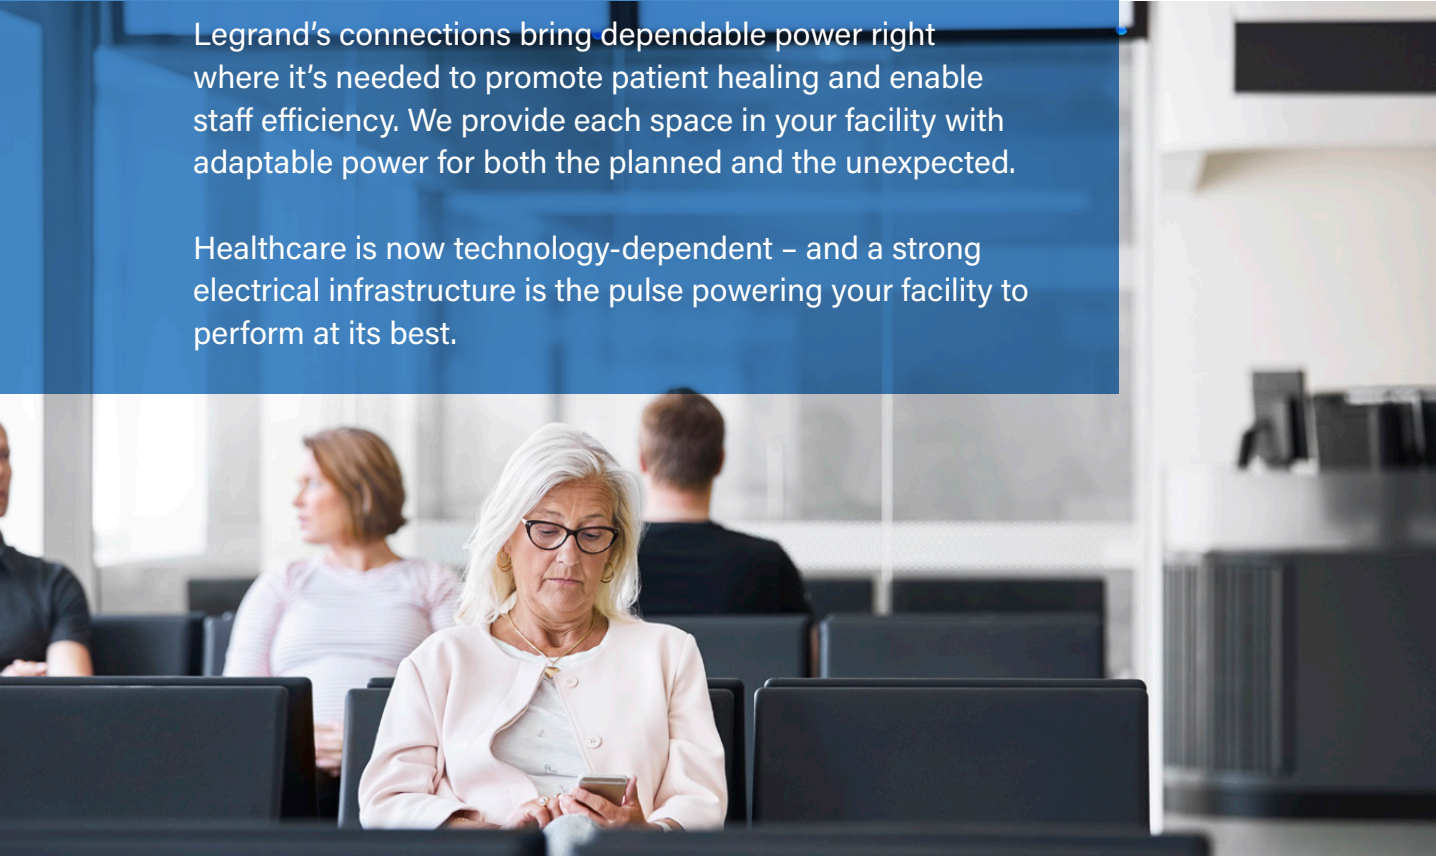 Legrand’s connections bring dependable power right
where it’s needed to promote patient healing and enable
staff efficiency. We provide each space in your facility with
adaptable power for both the planned and the unexpected.
Healthcare is now technology-dependent – and a strong
electrical infrastructure is the pulse powering your facility to
perform at its best.